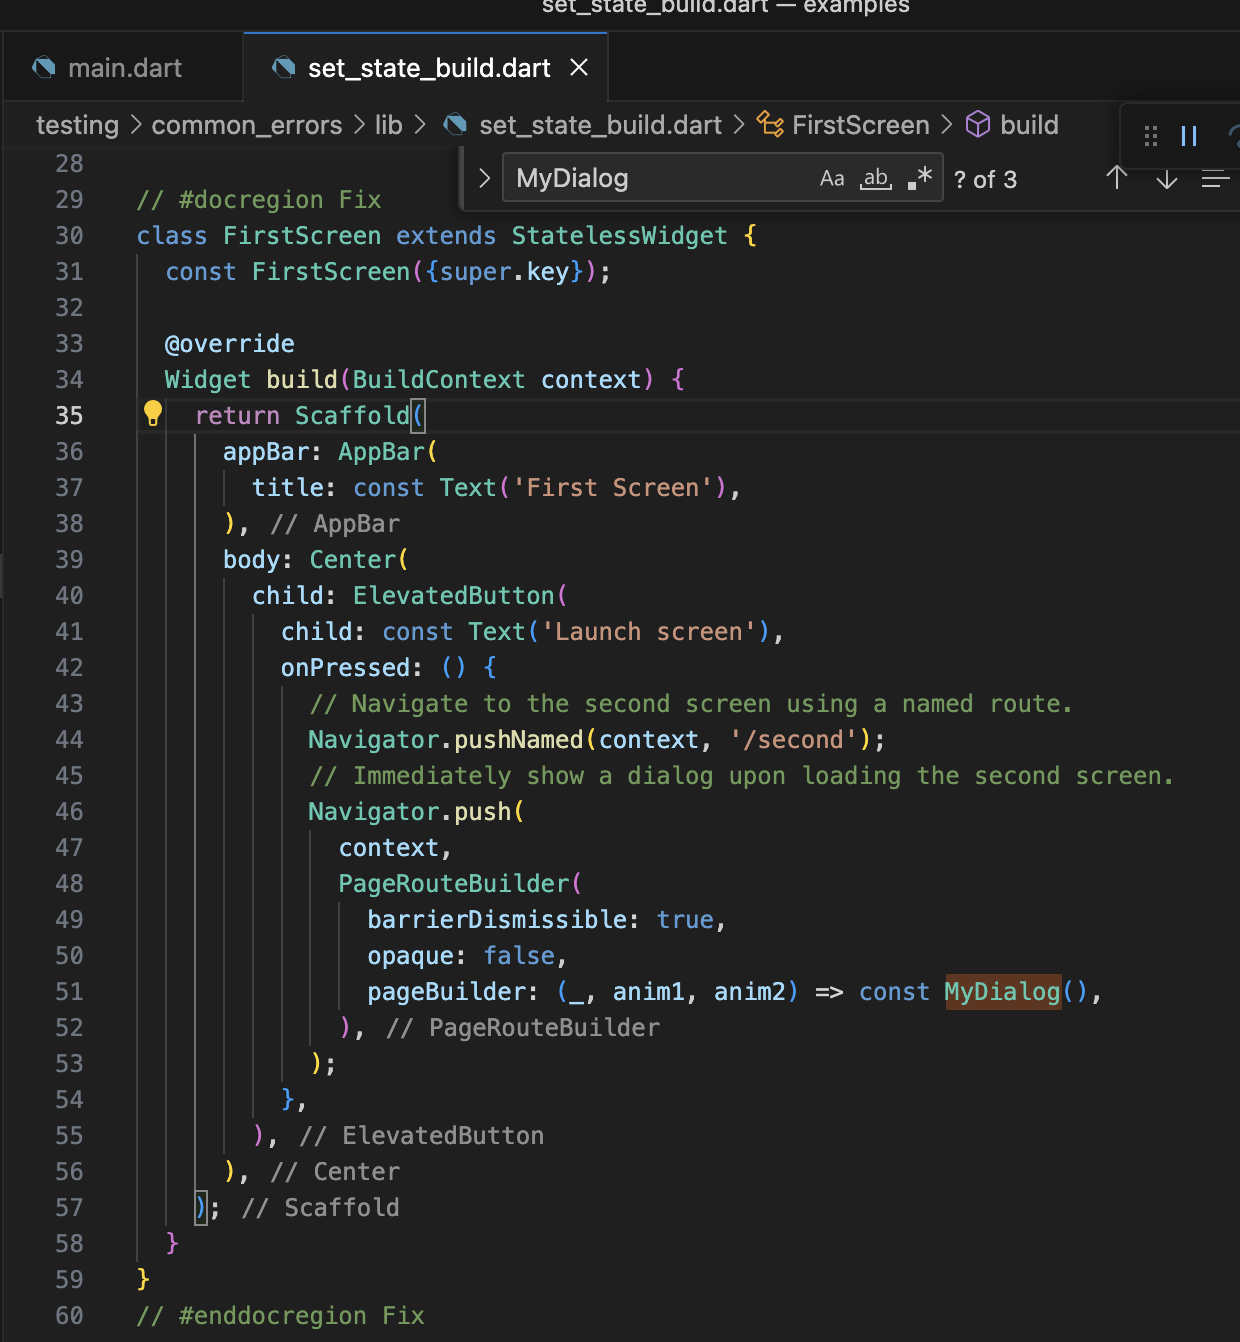 set_state_build.dart — examples
main.dart
set_state_build.dart
testing > common_errors > lib > set_state_build.dart > FirstScreen > build
MyDialog Aa ab .* ? of 3
28
29 // #docregion Fix
30 class FirstScreen extends StatelessWidget {
31 const FirstScreen({super.key});
32
33 @override
34 Widget build(BuildContext context) {
35 return Scaffold(
36 appBar: AppBar(
37 title: const Text('First Screen'),
38 ), // AppBar
39 body: Center(
40 child: ElevatedButton(
41 child: const Text('Launch screen'),
42 onPressed: () {
43 // Navigate to the second screen using a named route.
44 Navigator.pushNamed(context, '/second');
45 // Immediately show a dialog upon loading the second screen.
46 Navigator.push(
47 context,
48 PageRouteBuilder(
49 barrierDismissible: true,
50 opaque: false,
51 pageBuilder: (_, anim1, anim2) => const MyDialog(),
52 ), // PageRouteBuilder
53 );
54 },
55 ), // ElevatedButton
56 ), // Center
57 ); // Scaffold
58 }
59 }
60 // #enddocregion Fix